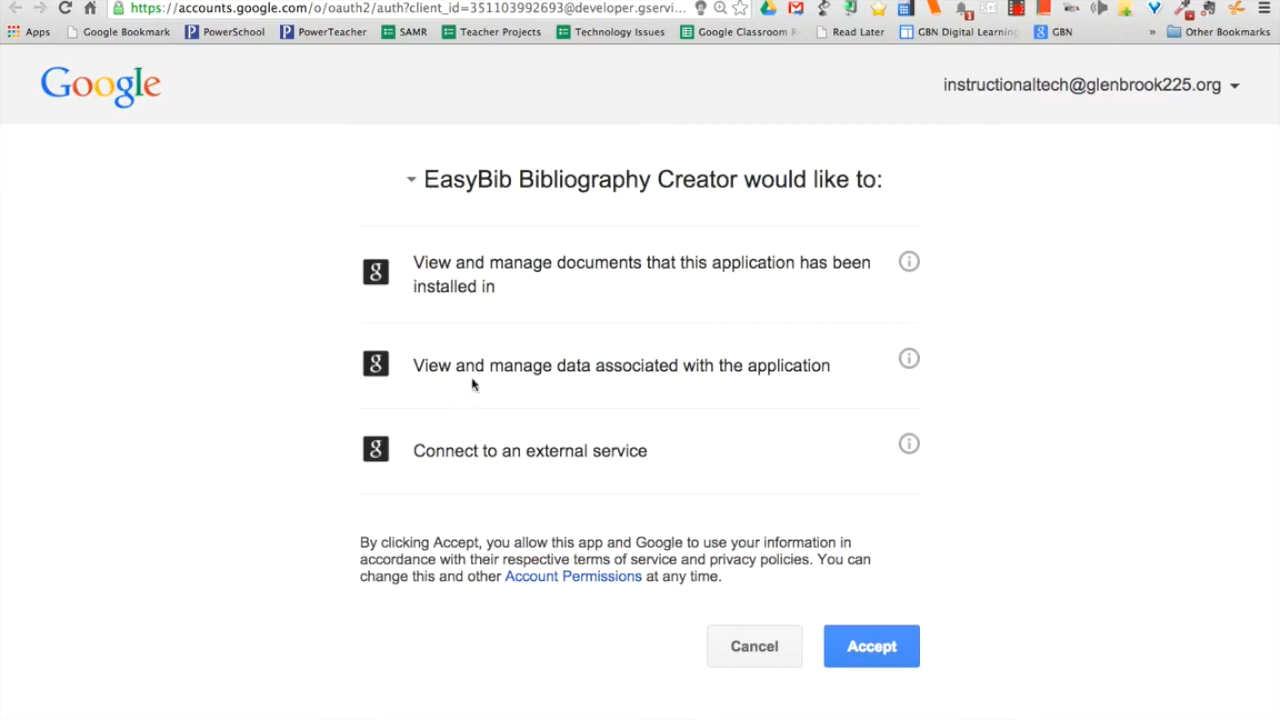 https://accounts.google.com/o/oauth2/auth?client_id=351103992693@developer.gservi...
Apps Google Bookmark PowerSchool PowerTeacher SAMR Teacher Projects Technology Issues Google Classroom Read Later GBN Digital Learning GBN » Other Bookmarks
Google
instructionaltech@glenbrook225.org
EasyBib Bibliography Creator would like to:
g View and manage documents that this application has been
installed in
g View and manage data associated with the application
g Connect to an external service
By clicking Accept, you allow this app and Google to use your information in
accordance with their respective terms of service and privacy policies. You can
change this and other Account Permissions at any time.
Cancel Accept